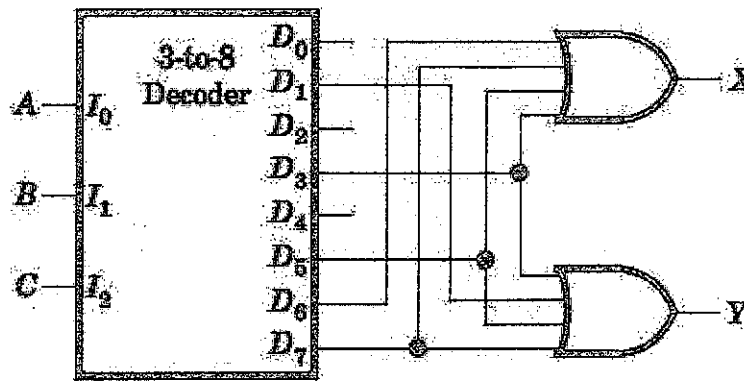 3-to-8
Decoder
A
B
C
I₀
I₁
I₂
D₀
D₁
D₂
D₃
D₄
D₅
D₆
D₇
X
Y